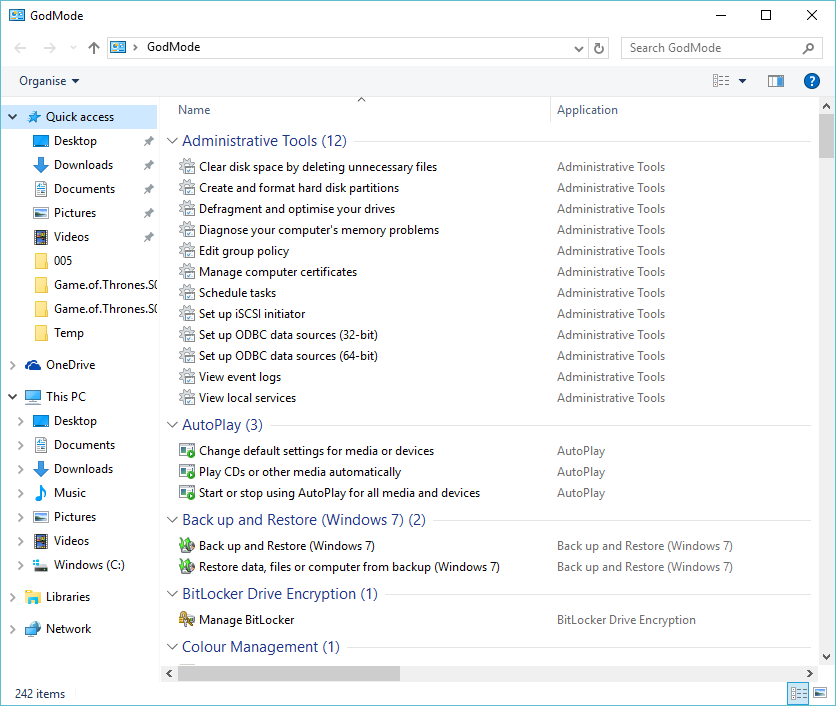 GodMode
GodMode
Search GodMode
Organise
Name
Application
Quick access
Desktop
Downloads
Documents
Pictures
Videos
005
Game.of.Thrones.S0
Game.of.Thrones.S0
Temp
OneDrive
This PC
Desktop
Documents
Downloads
Music
Pictures
Videos
Windows (C:)
Libraries
Network
Administrative Tools (12)
Clear disk space by deleting unnecessary files Administrative Tools
Create and format hard disk partitions Administrative Tools
Defragment and optimise your drives Administrative Tools
Diagnose your computer's memory problems Administrative Tools
Edit group policy Administrative Tools
Manage computer certificates Administrative Tools
Schedule tasks Administrative Tools
Set up iSCSI initiator Administrative Tools
Set up ODBC data sources (32-bit) Administrative Tools
Set up ODBC data sources (64-bit) Administrative Tools
View event logs Administrative Tools
View local services Administrative Tools
AutoPlay (3)
Change default settings for media or devices AutoPlay
Play CDs or other media automatically AutoPlay
Start or stop using AutoPlay for all media and devices AutoPlay
Back up and Restore (Windows 7) (2)
Back up and Restore (Windows 7) Back up and Restore (Windows 7)
Restore data, files or computer from backup (Windows 7) Back up and Restore (Windows 7)
BitLocker Drive Encryption (1)
Manage BitLocker BitLocker Drive Encryption
Colour Management (1)
242 items